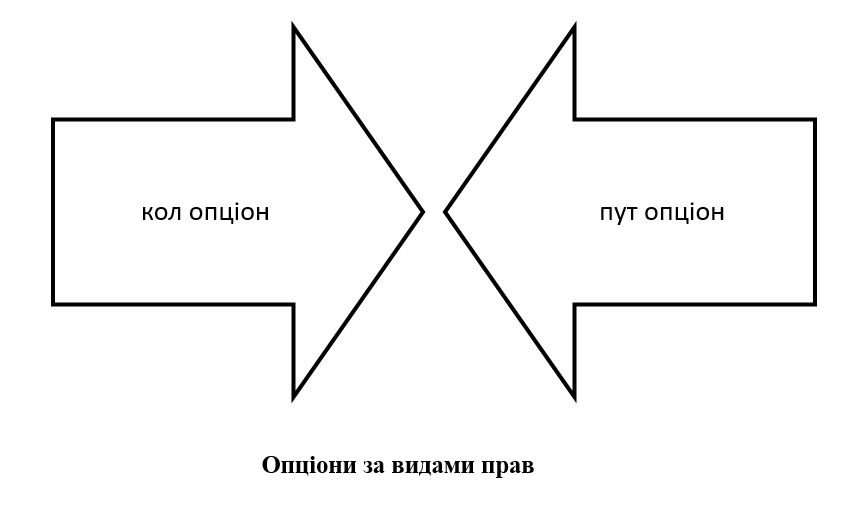 кол опціон
пут опціон
Опціони за видами прав